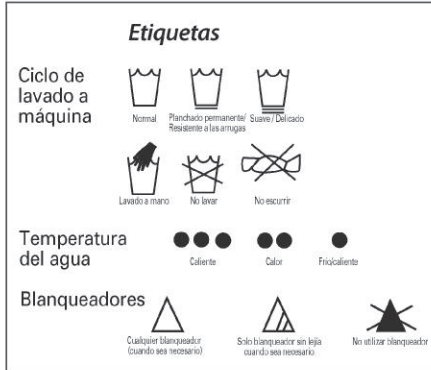 Etiquetas
Ciclo de
lavado a
máquina
Normal
Planchado permanente/
Resistente a las arrugas
Suave / Delicado
Lavado a mano
No lavar
No escurrir
Temperatura
del agua
Caliente
Calor
Frío/caliente
Blanqueadores
Cualquier blanqueador
(cuando sea necesario)
Solo blanqueador sin lejía
cuando sea necesario
No utilizar blanqueador